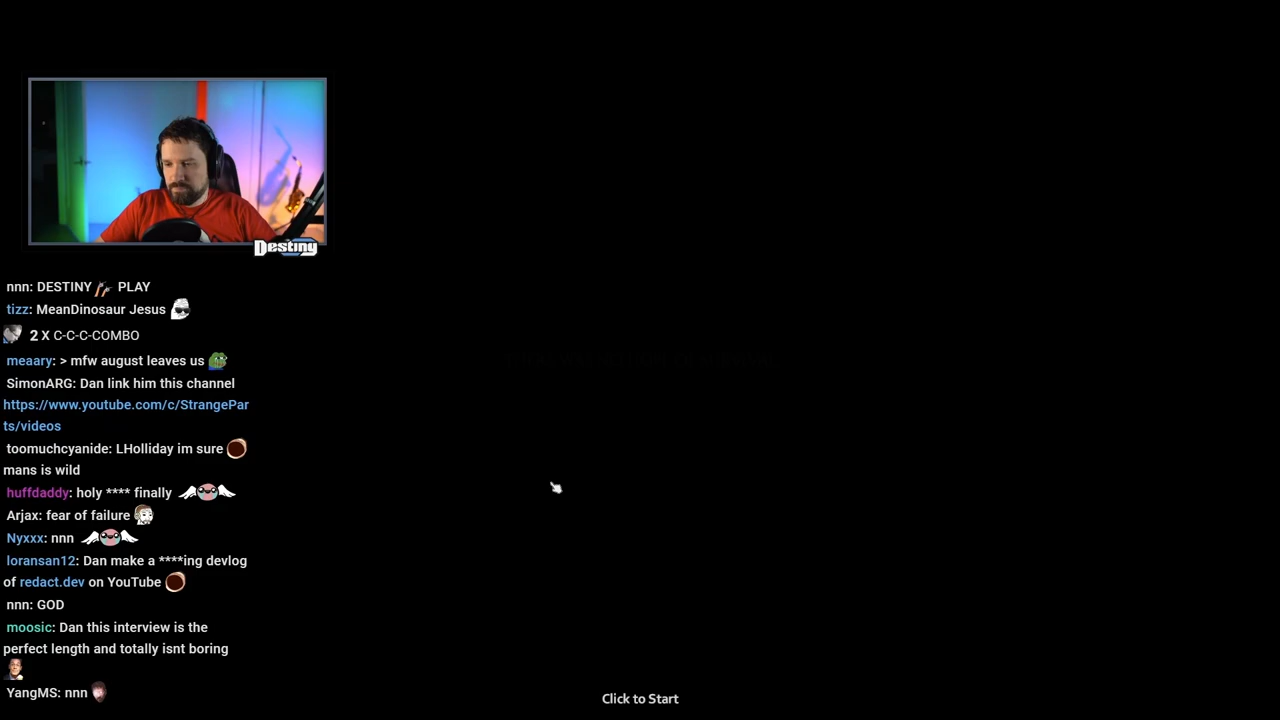 Destiny
nnn: DESTINY PLAY
tizz: MeanDinosaur Jesus
2 X C-C-C-COMBO
meaary: > mfw august leaves us
SimonARG: Dan link him this channel
https://www.youtube.com/c/StrangePar
ts/videos
toomuchcyanide: LHolliday im sure
mans is wild
huffdaddy: holy **** finally
Arjax: fear of failure
Nyxxx: nnn
loransan12: Dan make a ****ing devlog
of redact.dev on YouTube
nnn: GOD
moosic: Dan this interview is the
perfect length and totally isnt boring
YangMS: nnn
Click to Start